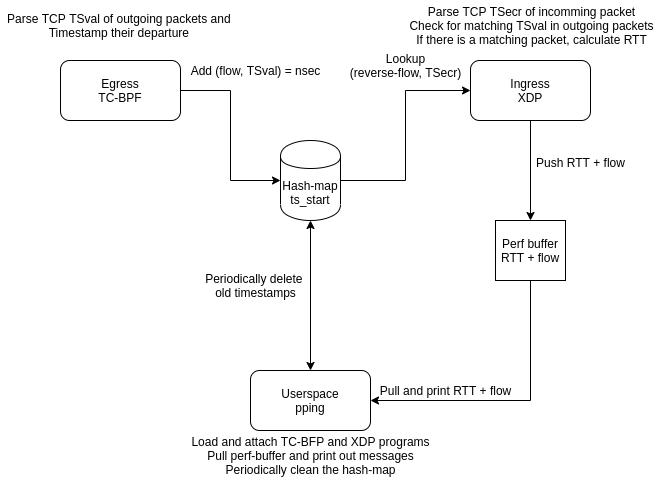 Parse TCP TSval of outgoing packets and
Timestamp their departure
Parse TCP TSecr of incomming packet
Check for matching TSval in outgoing packets
If there is a matching packet, calculate RTT
Egress
TC-BPF
Add (flow, TSval) = nsec
Lookup
(reverse-flow, TSecr)
Ingress
XDP
Hash-map
ts_start
Push RTT + flow
Perf buffer
RTT + flow
Periodically delete
old timestamps
Userspace
pping
Pull and print RTT + flow
Load and attach TC-BFP and XDP programs
Pull perf-buffer and print out messages
Periodically clean the hash-map